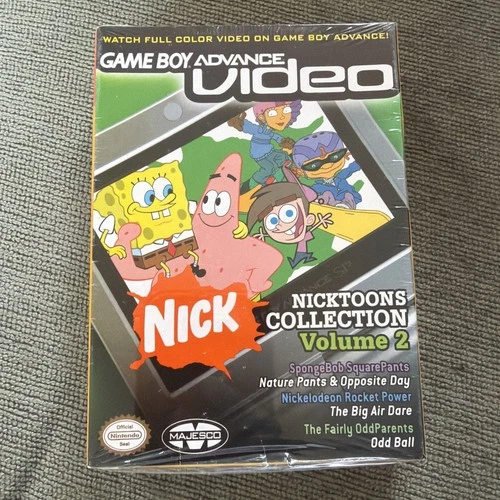 WATCH FULL COLOR VIDEO ON GAME BOY ADVANCE!
GAME BOY ADVANCE
video
NICK
NICKTOONS
COLLECTION
Volume 2
SpongeBob SquarePants
Nature Pants & Opposite Day
Nickelodeon Rocket Power
The Big Air Dare
The Fairly OddParents
Odd Ball
Official
Nintendo
Seal
MAJESCO